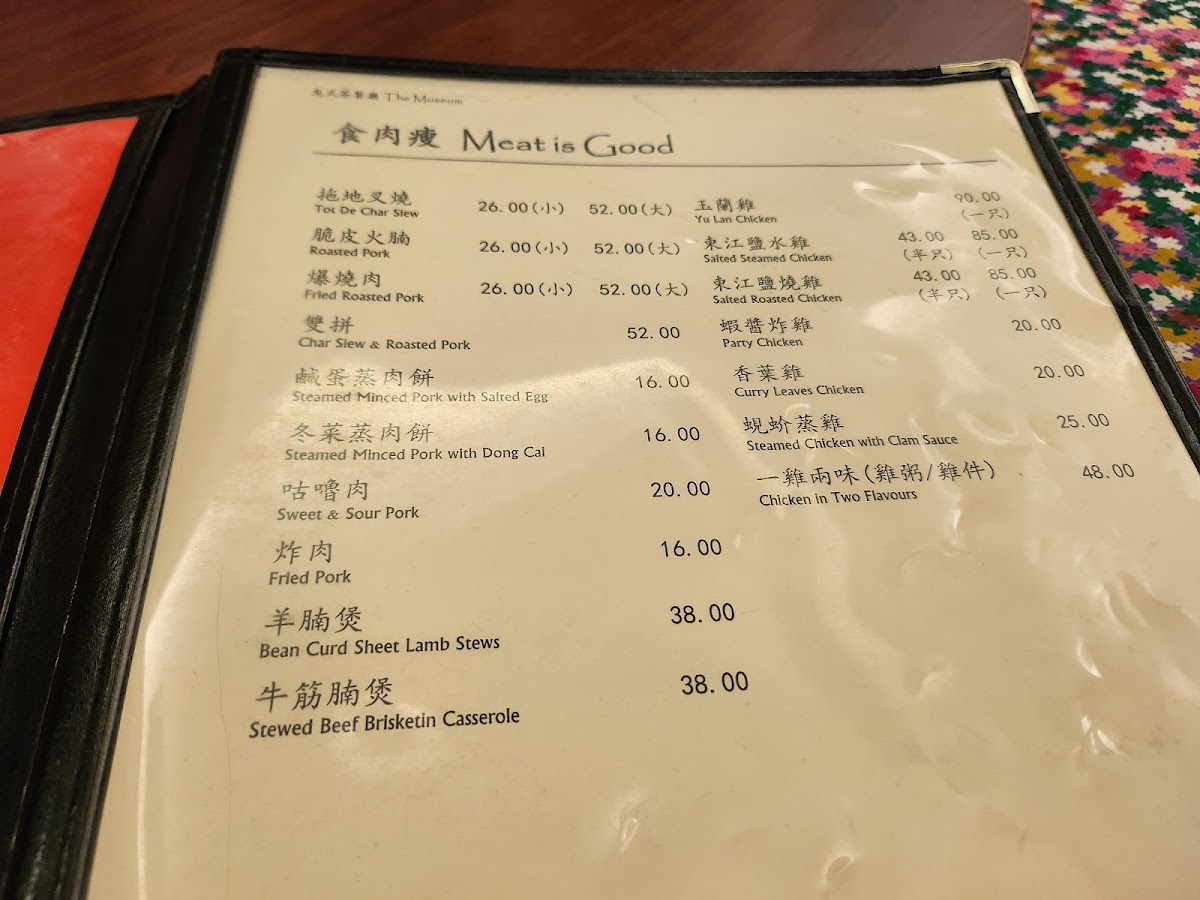 茶餐廳 The Museum
食肉瘦 Meat is Good
拖地叉燒 26.00(小) 52.00(大)
Tot De Char Siew
脆皮火腩 26.00(小) 52.00(大)
Roasted Pork
爆燒肉 26.00(小) 52.00(大)
Fried Roasted Pork
雙拼 52.00
Char Siew & Roasted Pork
鹹蛋蒸肉餅 16.00
Steamed Minced Pork with Salted Egg
冬菜蒸肉餅 16.00
Steamed Minced Pork with Dong Cai
咕嚕肉 20.00
Sweet & Sour Pork
炸肉 16.00
Fried Pork
羊腩煲 38.00
Bean Curd Sheet Lamb Stews
牛筋腩煲 38.00
Stewed Beef Brisketin Casserole
玉蘭雞 90.00
Yu Lan Chicken (一只)
東江鹽水雞 43.00 85.00
Salted Steamed Chicken (半只) (一只)
東江鹽燒雞 43.00 85.00
Salted Roasted Chicken (半只) (一只)
蝦醬炸雞 20.00
Party Chicken
香葉雞 20.00
Curry Leaves Chicken
蜆蚧蒸雞 25.00
Steamed Chicken with Clam Sauce
一雞兩味(雞粥/雞件) 48.00
Chicken in Two Flavours